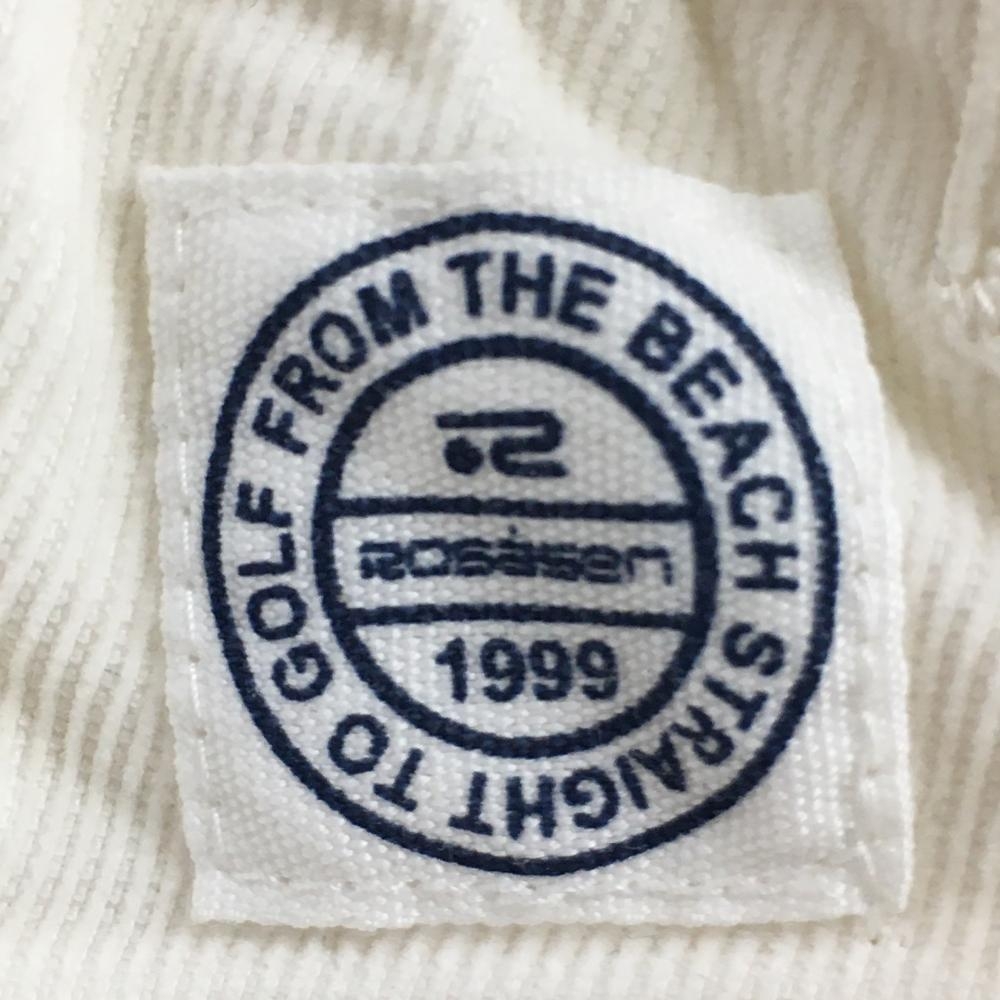 FROM THE BEACH STRAIGHT TO GOLF
R
rosasen
1999